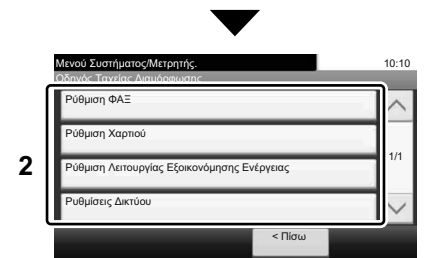 Μενού Συστήματος/Μετρητής.
10:10
Οδηγός Ταχείας Διαμόρφωσης
Ρύθμιση ΦΑΞ
Ρύθμιση Χαρτιού
1/1
2
Ρύθμιση Λειτουργίας Εξοικονόμησης Ενέργειας
Ρυθμίσεις Δικτύου
< Πίσω